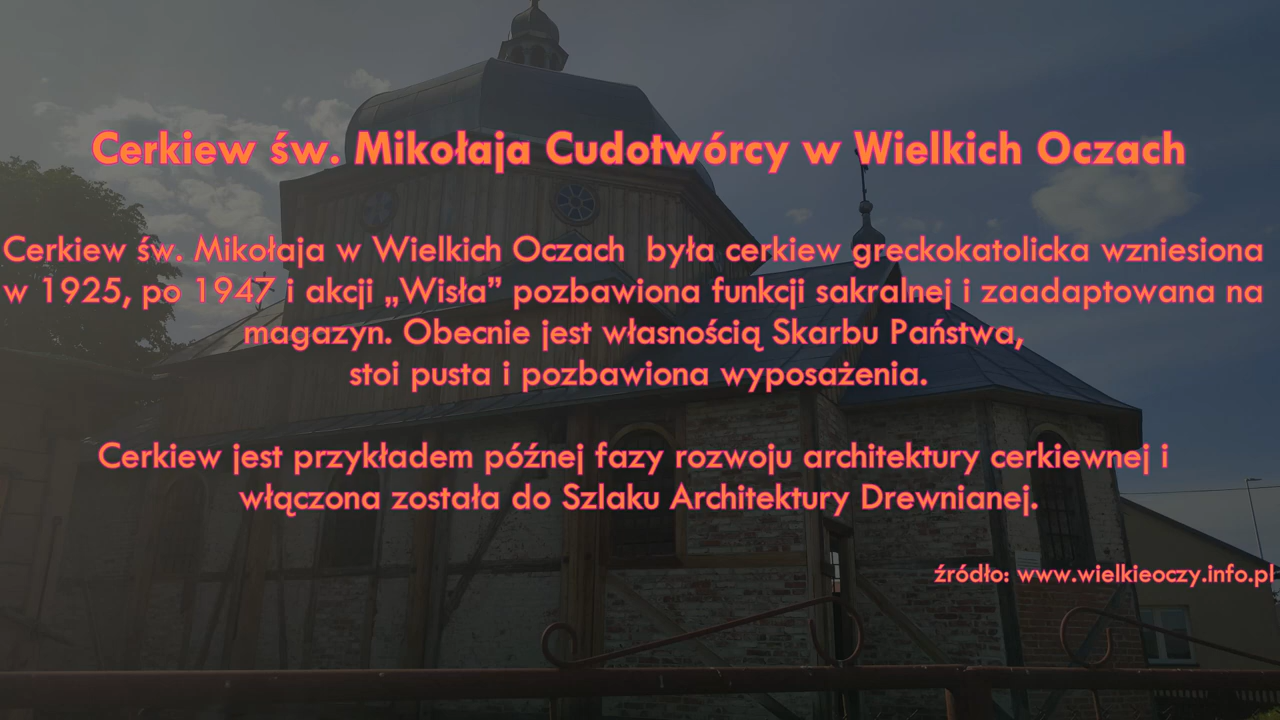 Cerkiew św. Mikołaja Cudotwórcy w Wielkich Oczach
Cerkiew św. Mikołaja w Wielkich Oczach  była cerkiew greckokatolicka wzniesiona
w 1925, po 1947 i akcji „Wisła” pozbawiona funkcji sakralnej i zaadaptowana na
magazyn. Obecnie jest własnością Skarbu Państwa,
stoi pusta i pozbawiona wyposażenia.
Cerkiew jest przykładem późnej fazy rozwoju architektury cerkiewnej i
włączona została do Szlaku Architektury Drewnianej.
źródło: www.wielkieoczy.info.pl